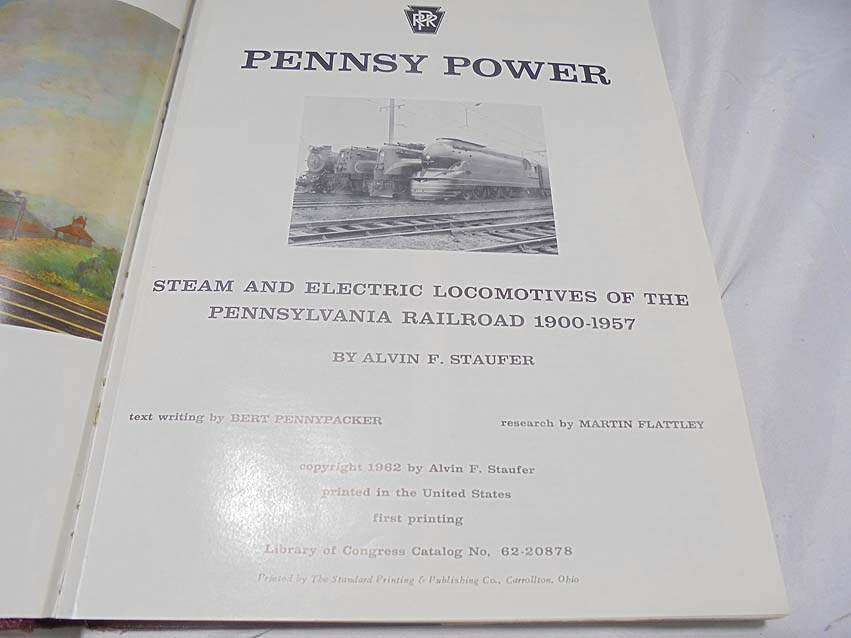 PRR
PENNSY POWER
STEAM AND ELECTRIC LOCOMOTIVES OF THE
PENNSYLVANIA RAILROAD 1900-1957
BY ALVIN F. STAUFER
text writing by BERT PENNYPACKER
research by MARTIN FLATTLEY
copyright 1962 by Alvin F. Staufer
printed in the United States
first printing
Library of Congress Catalog No. 62-20878
Printed by The Standard Printing & Publishing Co., Carrollton, Ohio